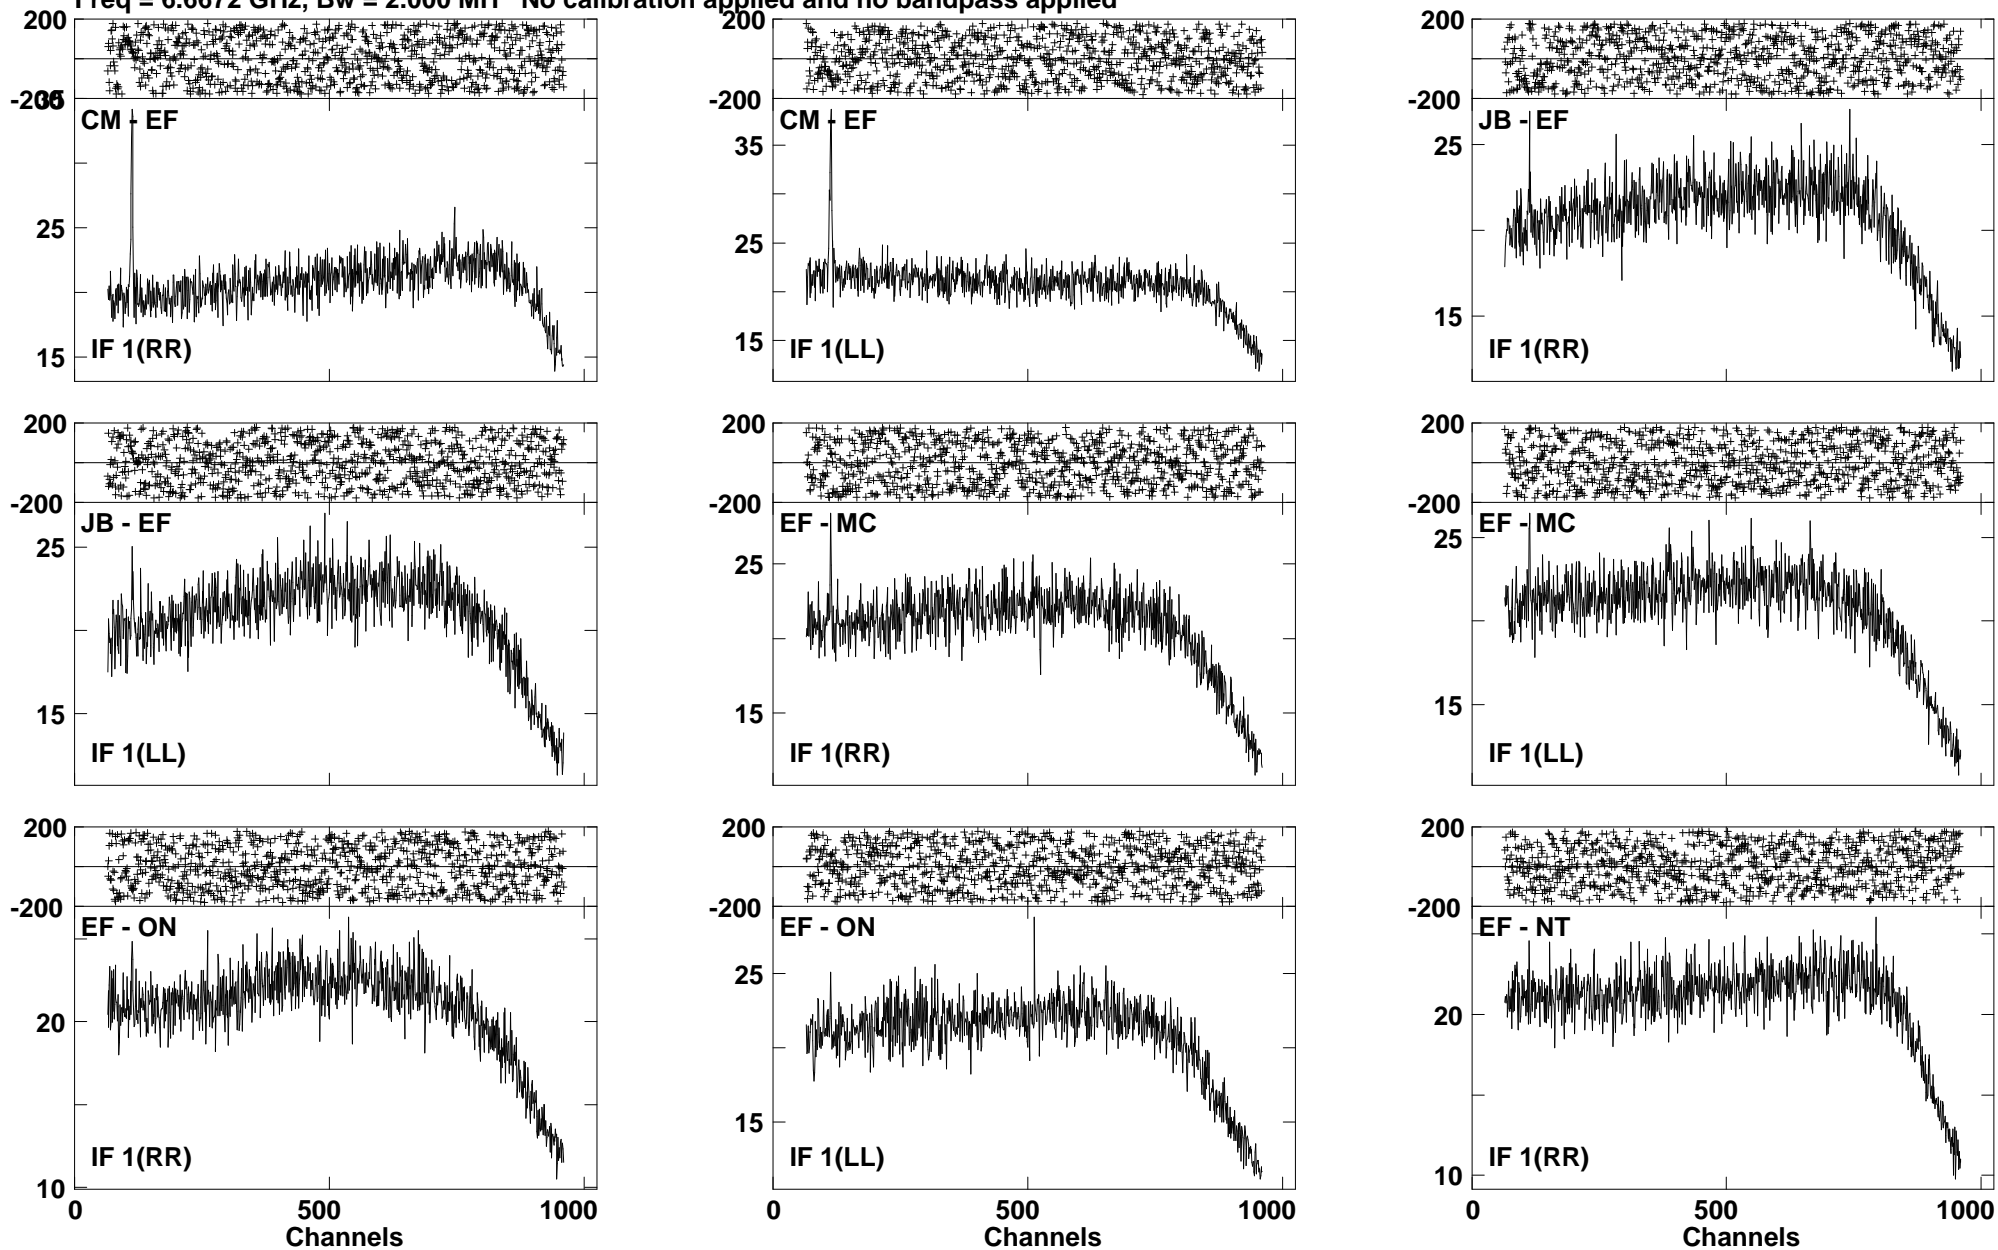 Freq = 6.6672 GHz, Bw = 2.000 MH No calibration applied and no bandpass applied
200
-200
35
CM - EF
25
15
IF 1(RR)
200
-200
CM - EF
35
25
15
IF 1(LL)
200
-200
JB - EF
25
15
IF 1(RR)
200
-200
JB - EF
25
15
IF 1(LL)
200
-200
EF - MC
25
15
IF 1(RR)
200
-200
EF - MC
25
15
IF 1(LL)
200
-200
EF - ON
20
10
IF 1(RR)
0 500 1000
Channels
200
-200
EF - ON
25
15
IF 1(LL)
0 500 1000
Channels
200
-200
EF - NT
20
10
IF 1(RR)
0 500 1000
Channels